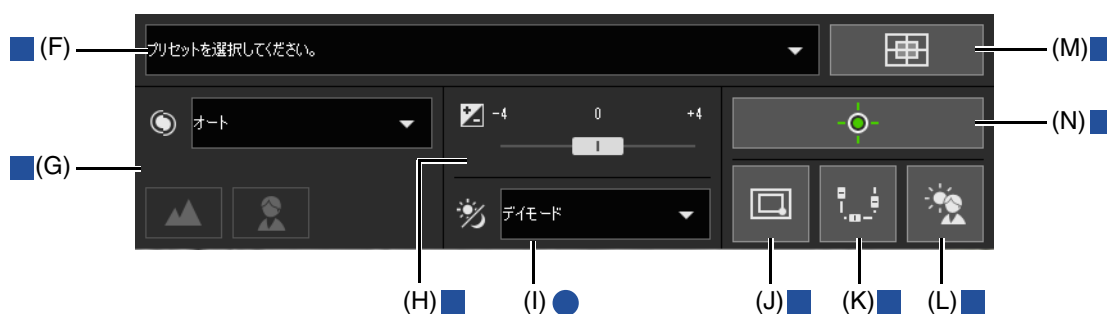 (F)
プリセットを選択してください。
(M)
オート
-4 0 +4
(N)
(G)
デイモード
(H)
(I)
(J)
(K)
(L)